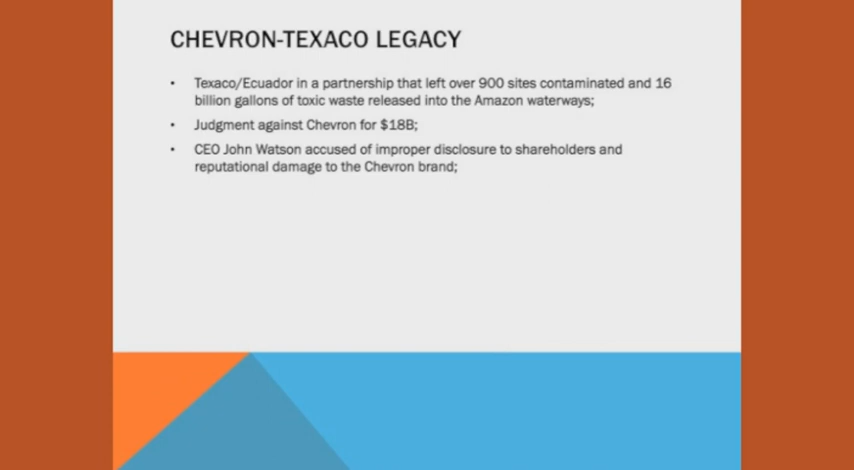 CHEVRON-TEXACO LEGACY
• Texaco/Ecuador in a partnership that left over 900 sites contaminated and 16
billion gallons of toxic waste released into the Amazon waterways;
• Judgment against Chevron for $18B;
• CEO John Watson accused of improper disclosure to shareholders and
reputational damage to the Chevron brand;